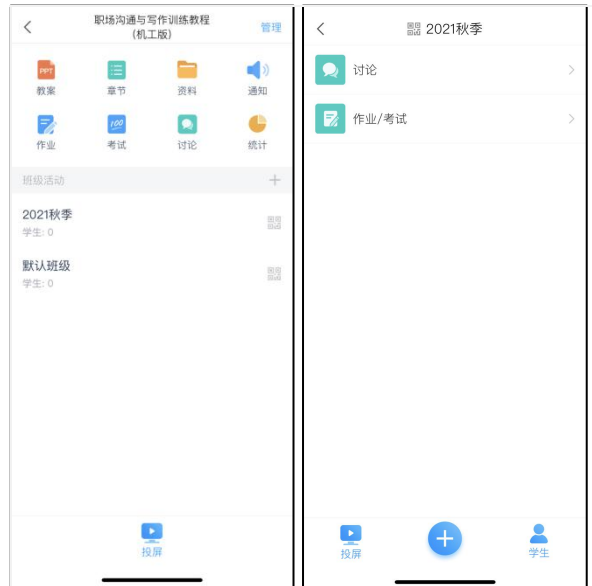 职场沟通与写作训练教程
(机工版)
管理
PPT
教案
章节
资料
通知
100
作业
考试
讨论
统计
班级活动
2021秋季
学生: 0
默认班级
学生: 0
投屏
2021秋季
讨论
作业/考试
投屏
学生